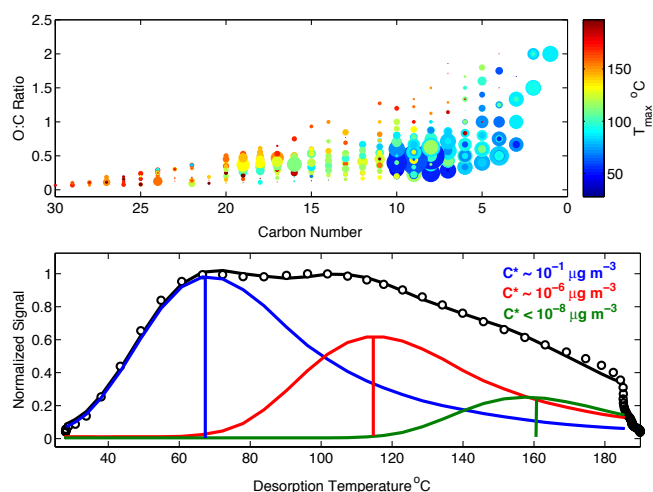 2.5
2
1.5
1
0.5
0
O:C Ratio
30 25 20 15 10 5 0
Carbon Number
150
100
50
T_max °C
1
0.8
0.6
0.4
0.2
0
Normalized Signal
C* ~ 10⁻¹ µg m⁻³
C* ~ 10⁻⁶ µg m⁻³
C* < 10⁻⁸ µg m⁻³
40 60 80 100 120 140 160 180
Desorption Temperature °C